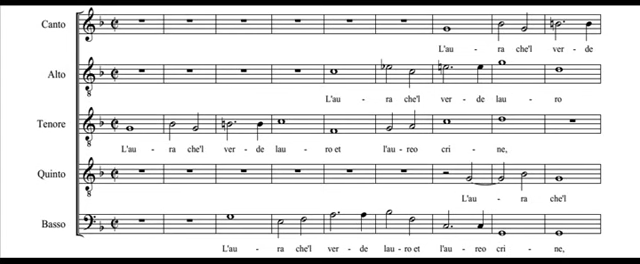 Canto
L'au - ra che'l ver - de
Alto
L'au - ra che'l ver - de lau - ro
Tenore
L'au - ra che'l ver - de lau - ro et l'au - reo cri - ne,
Quinto
L'au - ra che'l
Basso
L'au - ra che'l ver - de lau - ro et l'au - reo cri - ne,